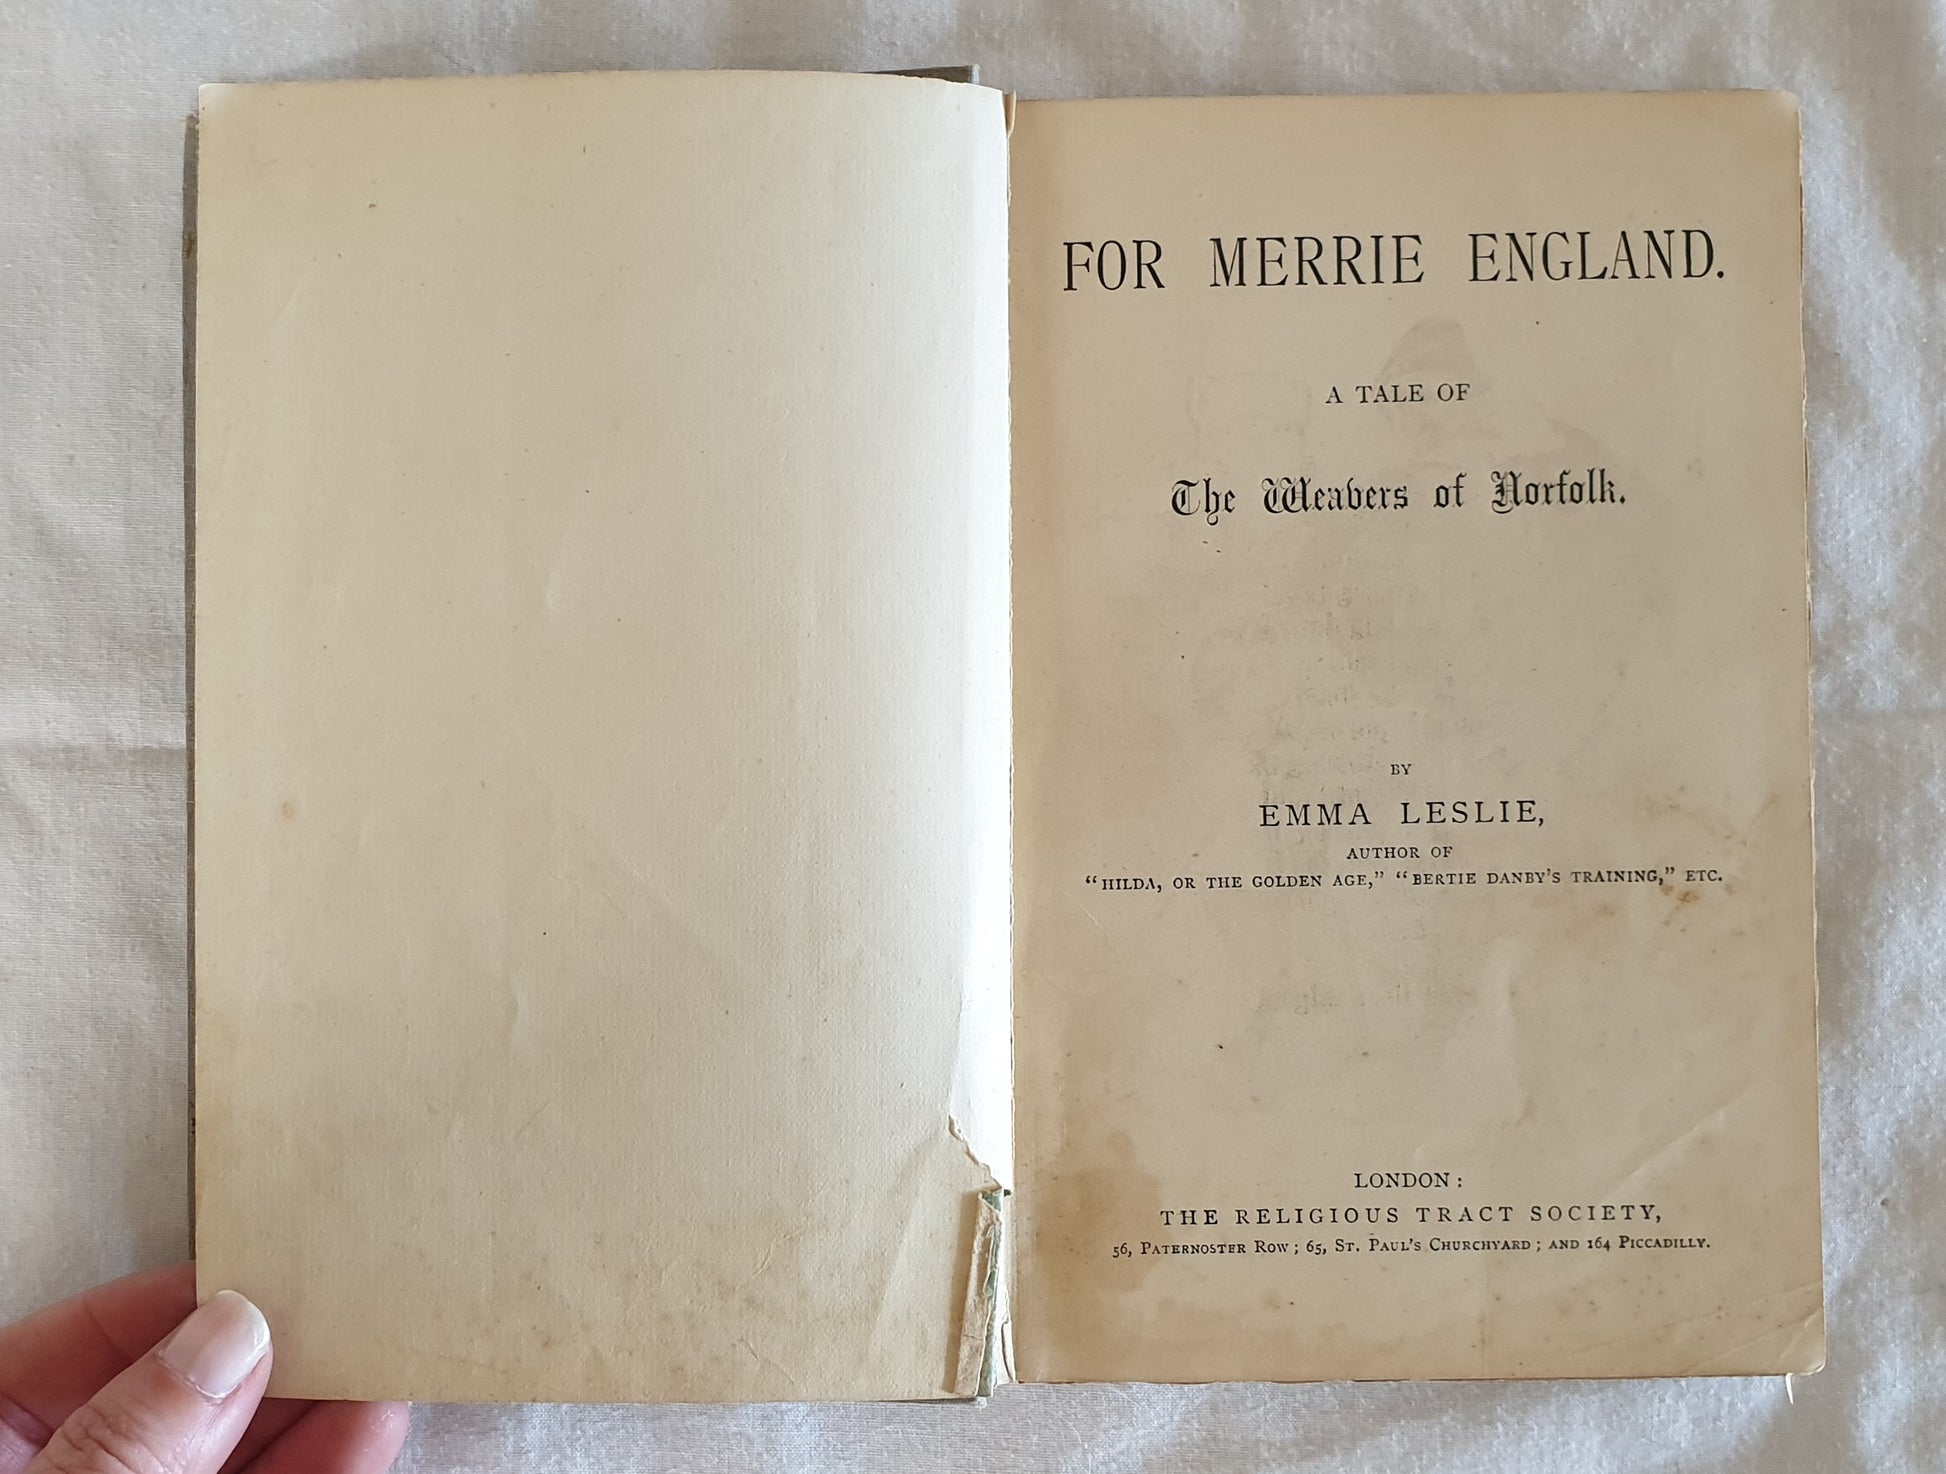 FOR MERRIE ENGLAND.
A TALE OF
The Weavers of Norfolk.
BY
EMMA LESLIE,
AUTHOR OF
“HILDA, OR THE GOLDEN AGE,” “BERTIE DANBY’S TRAINING,” ETC.
LONDON:
THE RELIGIOUS TRACT SOCIETY,
56, PATERNOSTER ROW; 65, ST. PAUL’S CHURCHYARD; AND 164 PICCADILLY.